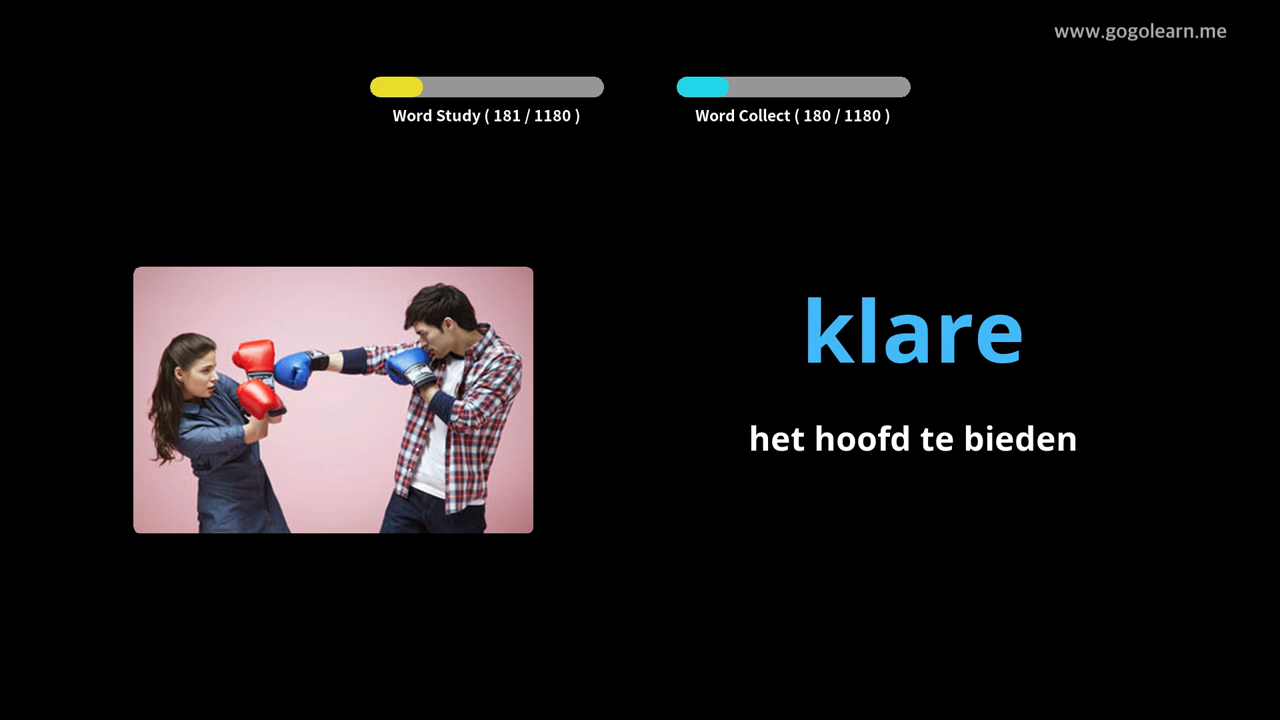 www.gogolearn.me
Word Study ( 181 / 1180 )
Word Collect ( 180 / 1180 )
klare
het hoofd te bieden